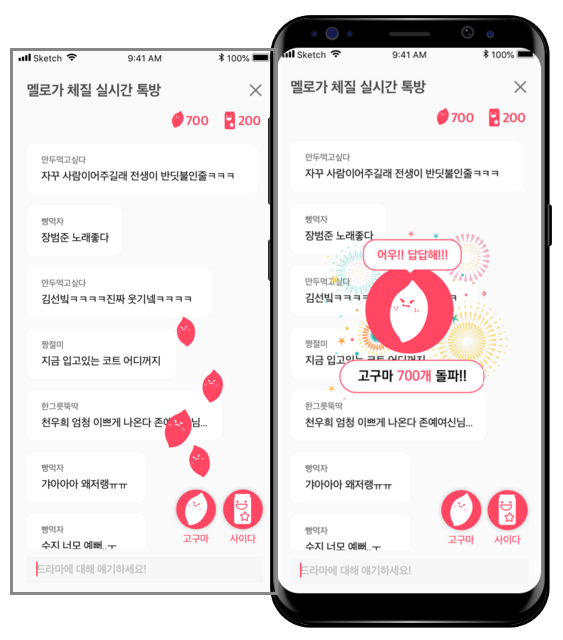 Sketch 9:41 AM 100%
멜로가 체질 실시간 톡방
700 200
만두먹고싶다
자꾸 사람이어주길래 전생이 반딧불인줄ㅋㅋㅋ
빵먹자
장범준 노래좋다
만두먹고싶다
김선빜ㅋㅋㅋㅋ진짜 웃기넼ㅋㅋㅋㅋ
짱절미
지금 입고있는 코트 어디꺼지
한그릇뚝딱
천우희 엄청 이쁘게 나온다 존예여신님...
빵먹자
갸아아아 왜저랭ㅠㅠ
빵먹자
수지 너모 예뻐..ㅜ
고구마 사이다
드라마에 대해 얘기하세요!
Sketch 9:41 AM 100%
멜로가 체질 실시간 톡방
700 200
만두먹고싶다
자꾸 사람이어주길래 전생이 반딧불인줄ㅋㅋㅋ
빵먹자
장범준 노래좋다
어우!! 답답해!!!
만두먹고싶다
김선빜ㅋㅋㅋ
짱절미
지금 입고있는 코트 어디꺼지
고구마 700개 돌파!!
한그릇뚝딱
천우희 엄청 이쁘게 나온다 존예여신님...
빵먹자
갸아아아 왜저랭ㅠㅠ
빵먹자
수지 너모 예뻐..ㅜ
고구마 사이다
드라마에 대해 얘기하세요!